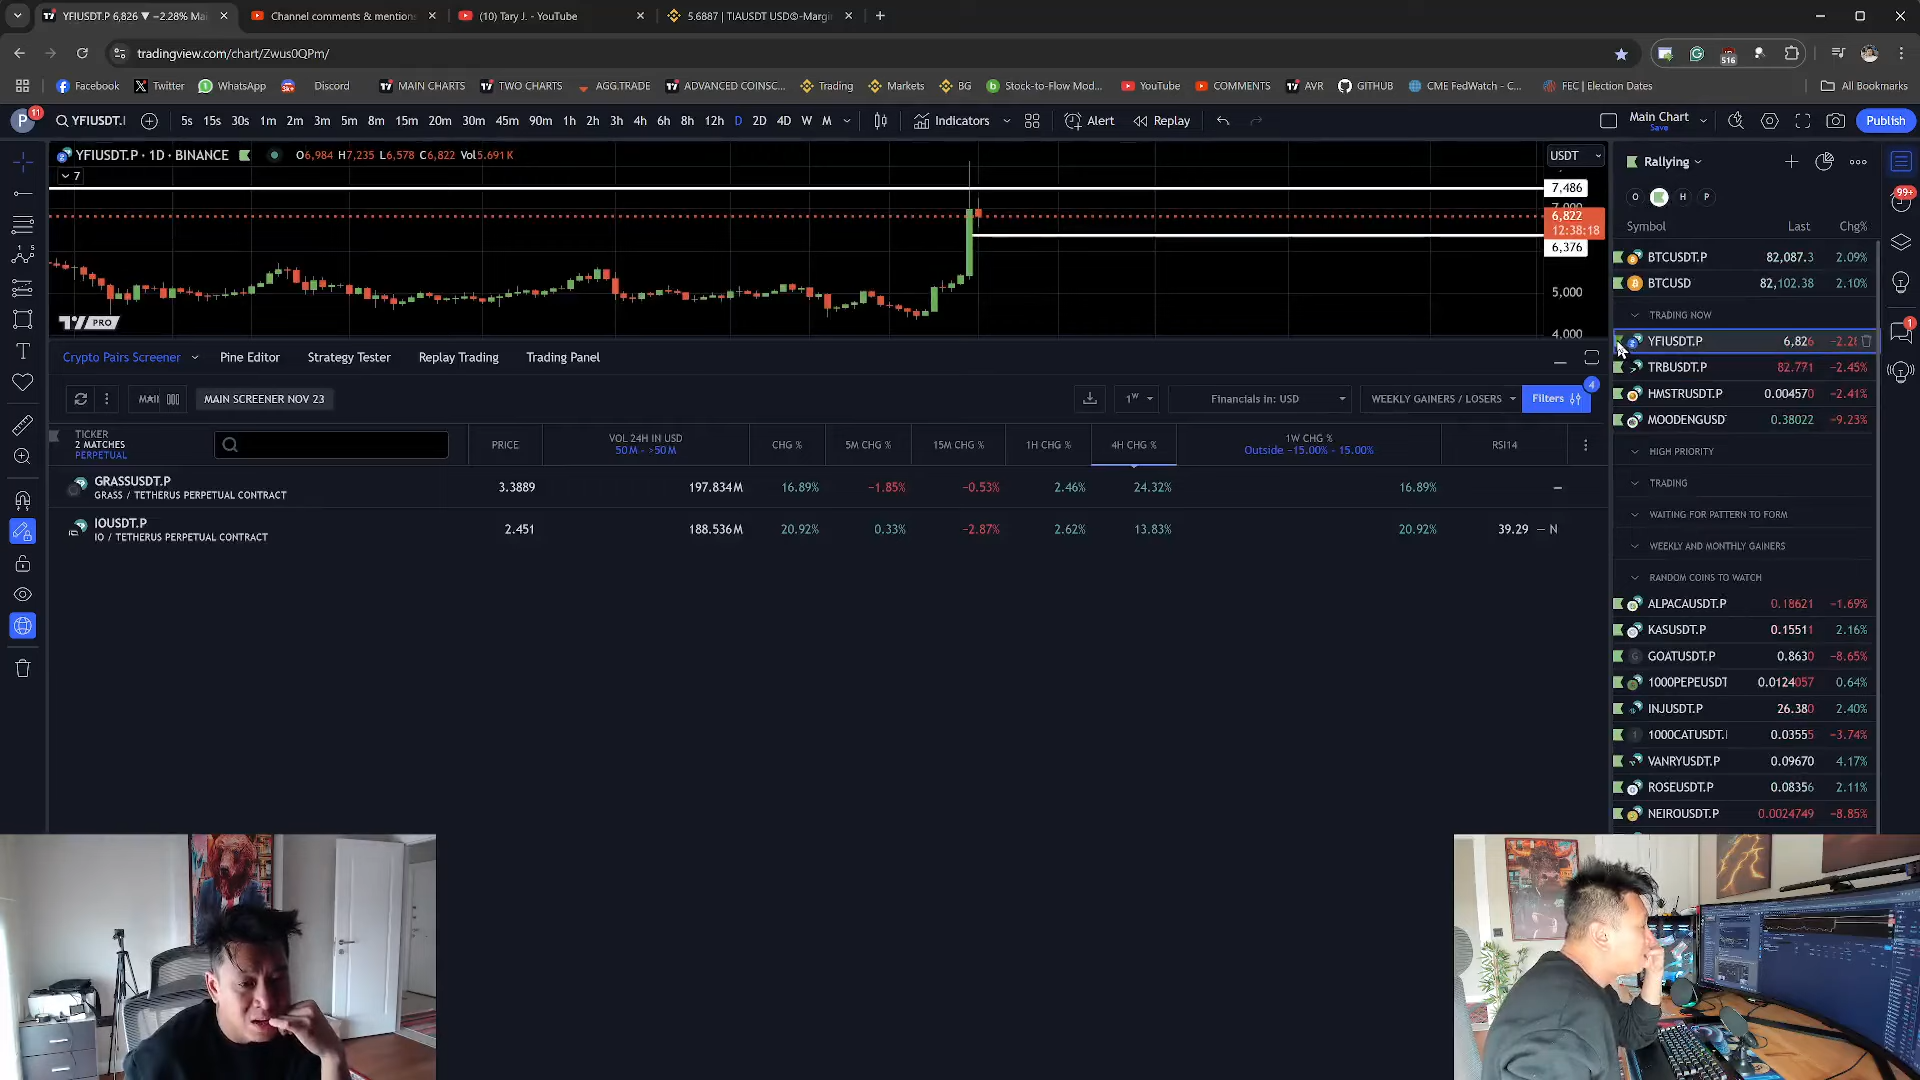 YFIUSDT.P 6,826 ▼ −2.28% Mai
Channel comments & mentions
(10) Tary J. - YouTube
5.6887 | TIAUSDT USDⓈ-Margin
tradingview.com/chart/Zwus0QPm/
516
Facebook
Twitter
WhatsApp
Discord
MAIN CHARTS
TWO CHARTS
AGG.TRADE
ADVANCED COINSC...
Trading
Markets
BG
Stock-to-Flow Mod...
YouTube
COMMENTS
AVR
GITHUB
CME FedWatch - C...
FEC | Election Dates
All Bookmarks
P 11
YFIUSDT.
5s 15s 30s 1m 2m 3m 5m 8m 15m 20m 30m 45m 90m 1h 2h 3h 4h 6h 8h 12h D 2D 4D W M
Indicators
Alert
Replay
Main Chart
Save
Publish
YFIUSDT.P · 1D · BINANCE
O6,984 H7,235 L6,578 C6,822 Vol5.691 K
7
USDT
7,486
6,822
12:38:18
6,376
5,000
4,000
PRO
Crypto Pairs Screener
Pine Editor
Strategy Tester
Replay Trading
Trading Panel
MAIN SCREENER NOV 23
1W
Financials in: USD
WEEKLY GAINERS / LOSERS
Filters
4
TICKER
2 MATCHES
PERPETUAL
PRICE
VOL 24H IN USD
50 M − >50 M
CHG %
5M CHG %
15M CHG %
1H CHG %
4H CHG %
1W CHG %
Outside −15.00% - 15.00%
RSI14
GRASSUSDT.P
GRASS / TETHERUS PERPETUAL CONTRACT
3.3889 197.834M 16.89% −1.85% −0.53% 2.46% 24.32% 16.89% —
IOUSDT.P
IO / TETHERUS PERPETUAL CONTRACT
2.451 188.536M 20.92% 0.33% −2.87% 2.62% 13.83% 20.92% 39.29 — N
Rallying
O H P
99+
1
Symbol Last Chg%
BTCUSDT.P 82,087.3 2.09%
BTCUSD 82,102.38 2.10%
TRADING NOW
YFIUSDT.P 6,826 −2.28
TRBUSDT.P 82.771 −2.45%
HMSTRUSDT.P 0.004570 −2.41%
MOODENGUSD 0.38022 −9.23%
HIGH PRIORITY
TRADING
WAITING FOR PATTERN TO FORM
WEEKLY AND MONTHLY GAINERS
RANDOM COINS TO WATCH
ALPACAUSDT.P 0.18621 −1.69%
KASUSDT.P 0.15511 2.16%
GOATUSDT.P 0.8630 −8.65%
1000PEPEUSDT 0.0124057 0.64%
INJUSDT.P 26.380 2.40%
1000CATUSDT. 0.03555 −3.74%
VANRYUSDT.P 0.09670 4.17%
ROSEUSDT.P 0.08356 2.11%
NEIROUSDT.P 0.0024749 −8.85%